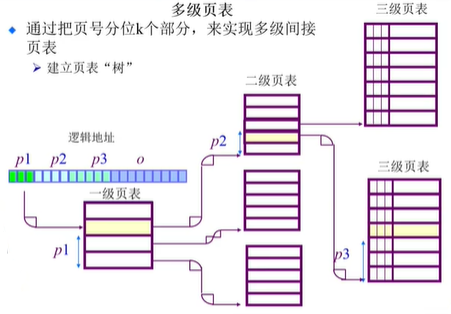 多级页表
通过把页号分位k个部分，来实现多级间接
页表
建立页表“树”
逻辑地址
p1 p2 p3 o
一级页表
p1
二级页表
p2
三级页表
三级页表
p3